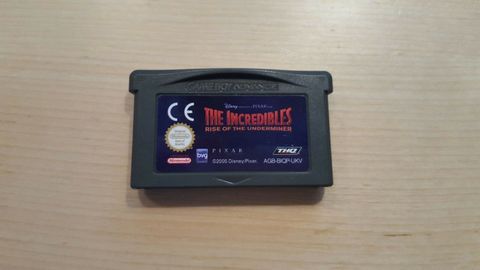 GAME BOY ADVANCE
CE
Disney PIXAR
THE INCREDIBLES
RISE OF THE UNDERMINER
Nintendo
PIXAR
bvg
©2005 Disney/Pixar.
THQ
AGB-BIQP-UKV